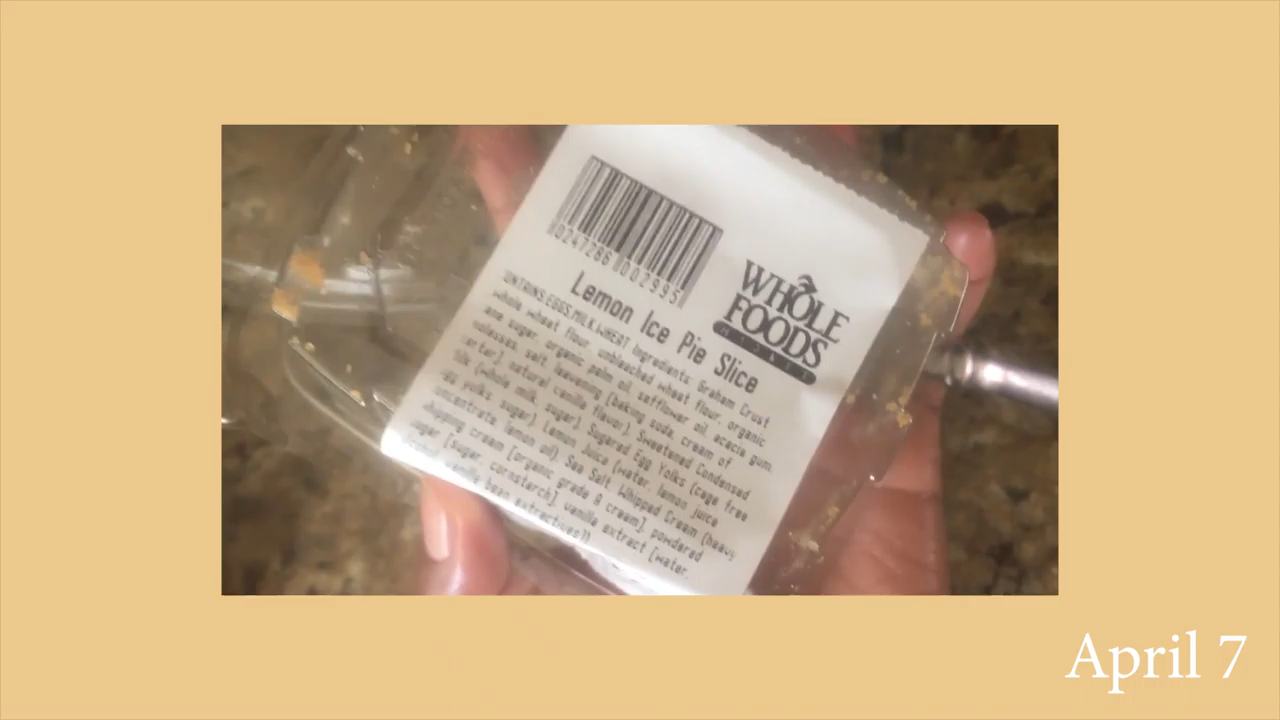 0247286 002995
WHOLE
FOODS
MARKET
Lemon Ice Pie Slice
CONTAINS:EGGS,MILK,WHEAT Ingredients: Graham Crust
whole wheat flour, unbleached wheat flour, organic
cane sugar, organic palm oil, safflower oil, acacia gum,
molasses, salt, leavening [baking soda, cream of
tarter], natural vanilla flavor), Sweetened Condensed
Milk (whole milk, sugar), Sugared Egg Yolks (cage free
egg yolks, sugar), Lemon Juice (water, lemon juice
concentrate, lemon oil), Sea Salt, Whipped Cream (heavy
whipping cream [organic grade A cream], powdered
sugar [sugar, cornstarch], vanilla extract [water,
vanilla bean extractives])
April 7